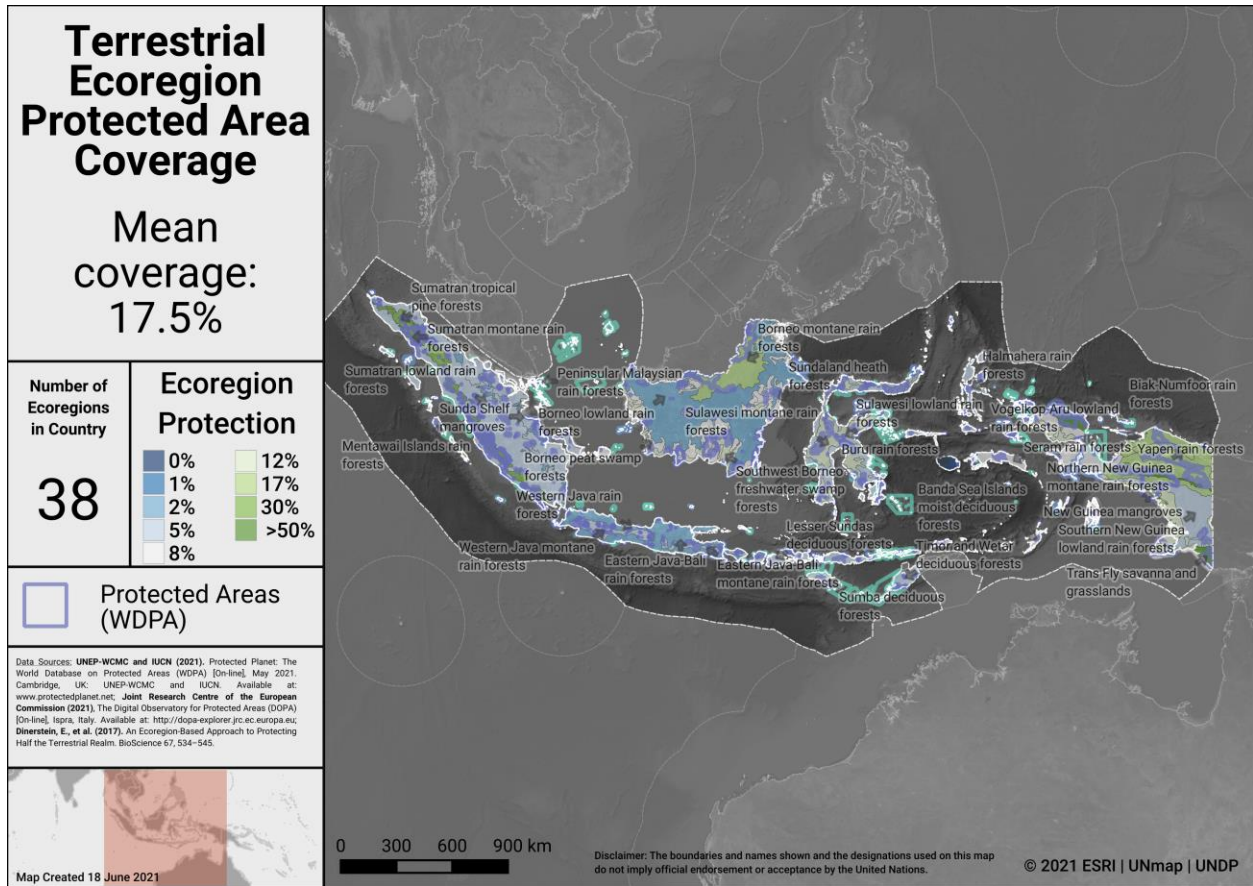 Terrestrial
Ecoregion
Protected Area
Coverage
Mean
coverage:
17.5%
Number of
Ecoregions
in Country
38
Ecoregion
Protection
0%
1%
2%
5%
8%
12%
17%
30%
>50%
Protected Areas
(WDPA)
Data Sources: UNEP-WCMC and IUCN (2021). Protected Planet: The
World Database on Protected Areas (WDPA) [On-line], May 2021.
Cambridge, UK: UNEP-WCMC and IUCN. Available at:
www.protectedplanet.net; Joint Research Centre of the European
Commission (2021), The Digital Observatory for Protected Areas (DOPA)
[On-line], Ispra, Italy. Available at: http://dopa-explorer.jrc.ec.europa.eu;
Dinerstein, E., et al. (2017). An Ecoregion-Based Approach to Protecting
Half the Terrestrial Realm. BioScience 67, 534–545.
Map Created 18 June 2021
Sumatran tropical
pine forests
Sumatran montane rain
forests
Sumatran lowland rain
forests
Sunda Shelf
mangroves
Mentawai Islands rain
forests
Peninsular Malaysian
rain forests
Borneo lowland rain
forests
Borneo peat swamp
forests
Western Java rain
forests
Western Java montane
rain forests
Eastern Java-Bali
rain forests
Eastern Java-Bali
montane rain forests
Borneo montane rain
forests
Sundaland heath
forests
Sulawesi montane rain
forests
Sulawesi lowland rain
forests
Southwest Borneo
freshwater swamp
Buru rain forests
Banda Sea Islands
moist deciduous
forests
Lesser Sundas
deciduous forests
Timor and Wetar
deciduous forests
Sumba deciduous
forests
Halmahera rain
forests
Vogelkop Aru lowland
rain forests
Biak-Numfoor rain
forests
Seram rain forests
Yapen rain forests
Northern New Guinea
montane rain forests
New Guinea mangroves
Southern New Guinea
lowland rain forests
Trans Fly savanna and
grasslands
0 300 600 900 km
Disclaimer: The boundaries and names shown and the designations used on this map
do not imply official endorsement or acceptance by the United Nations.
© 2021 ESRI | UNmap | UNDP